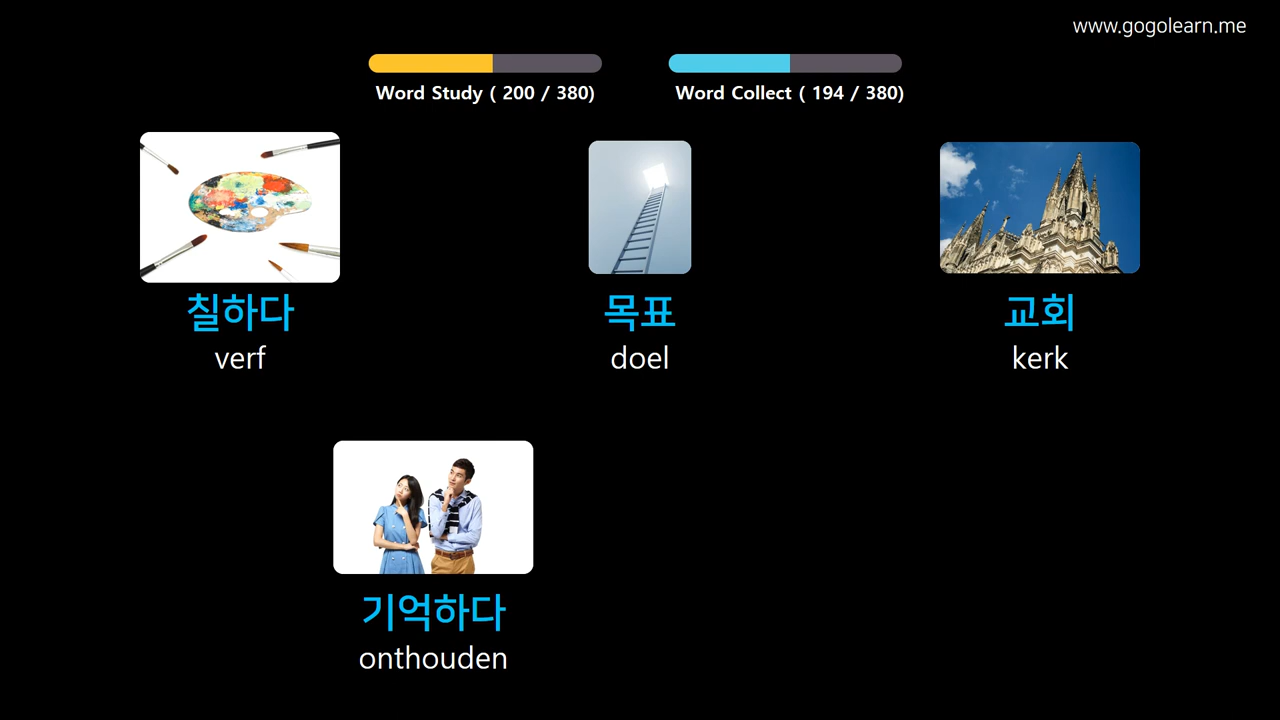 www.gogolearn.me
Word Study ( 200 / 380)
Word Collect ( 194 / 380)
칠하다
verf
목표
doel
교회
kerk
기억하다
onthouden